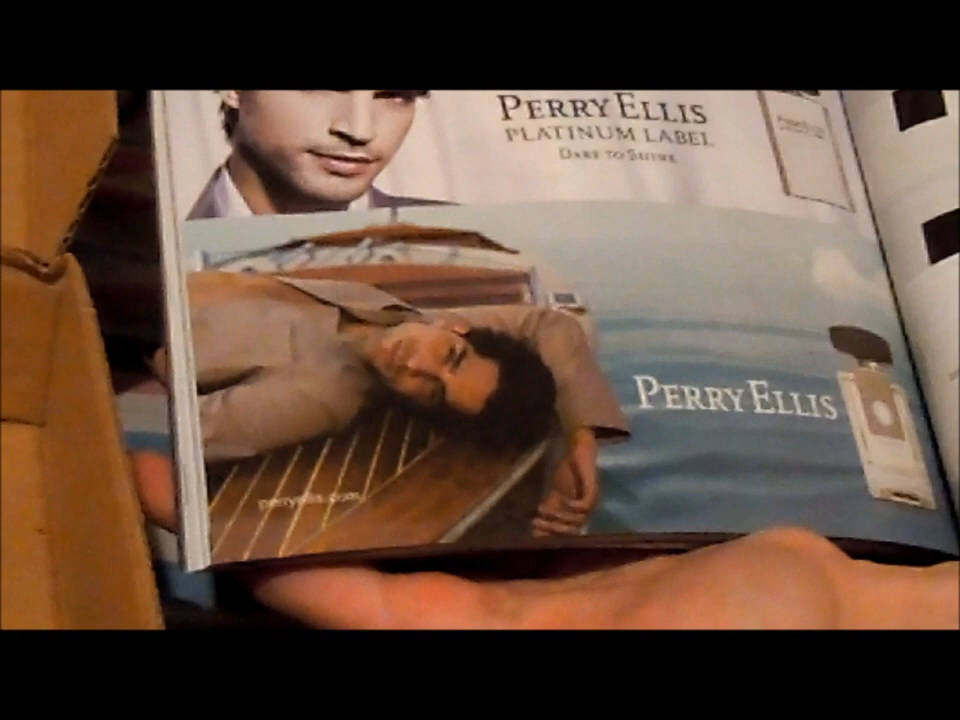 PERRY ELLIS
PLATINUM LABEL
DARE TO SHINE
PERRY ELLIS
perryellis.com